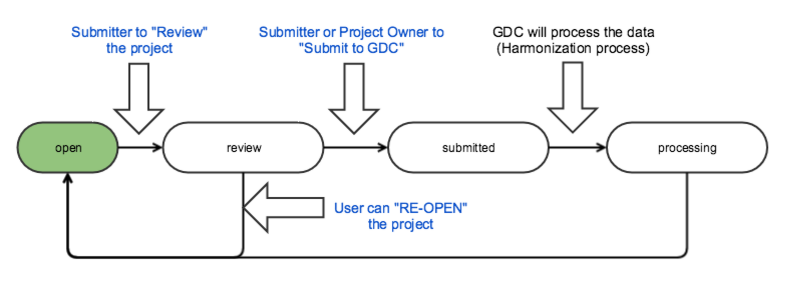 Submitter to "Review"
the project
Submitter or Project Owner to
"Submit to GDC"
GDC will process the data
(Harmonization process)
open
review
submitted
processing
User can "RE-OPEN"
the project